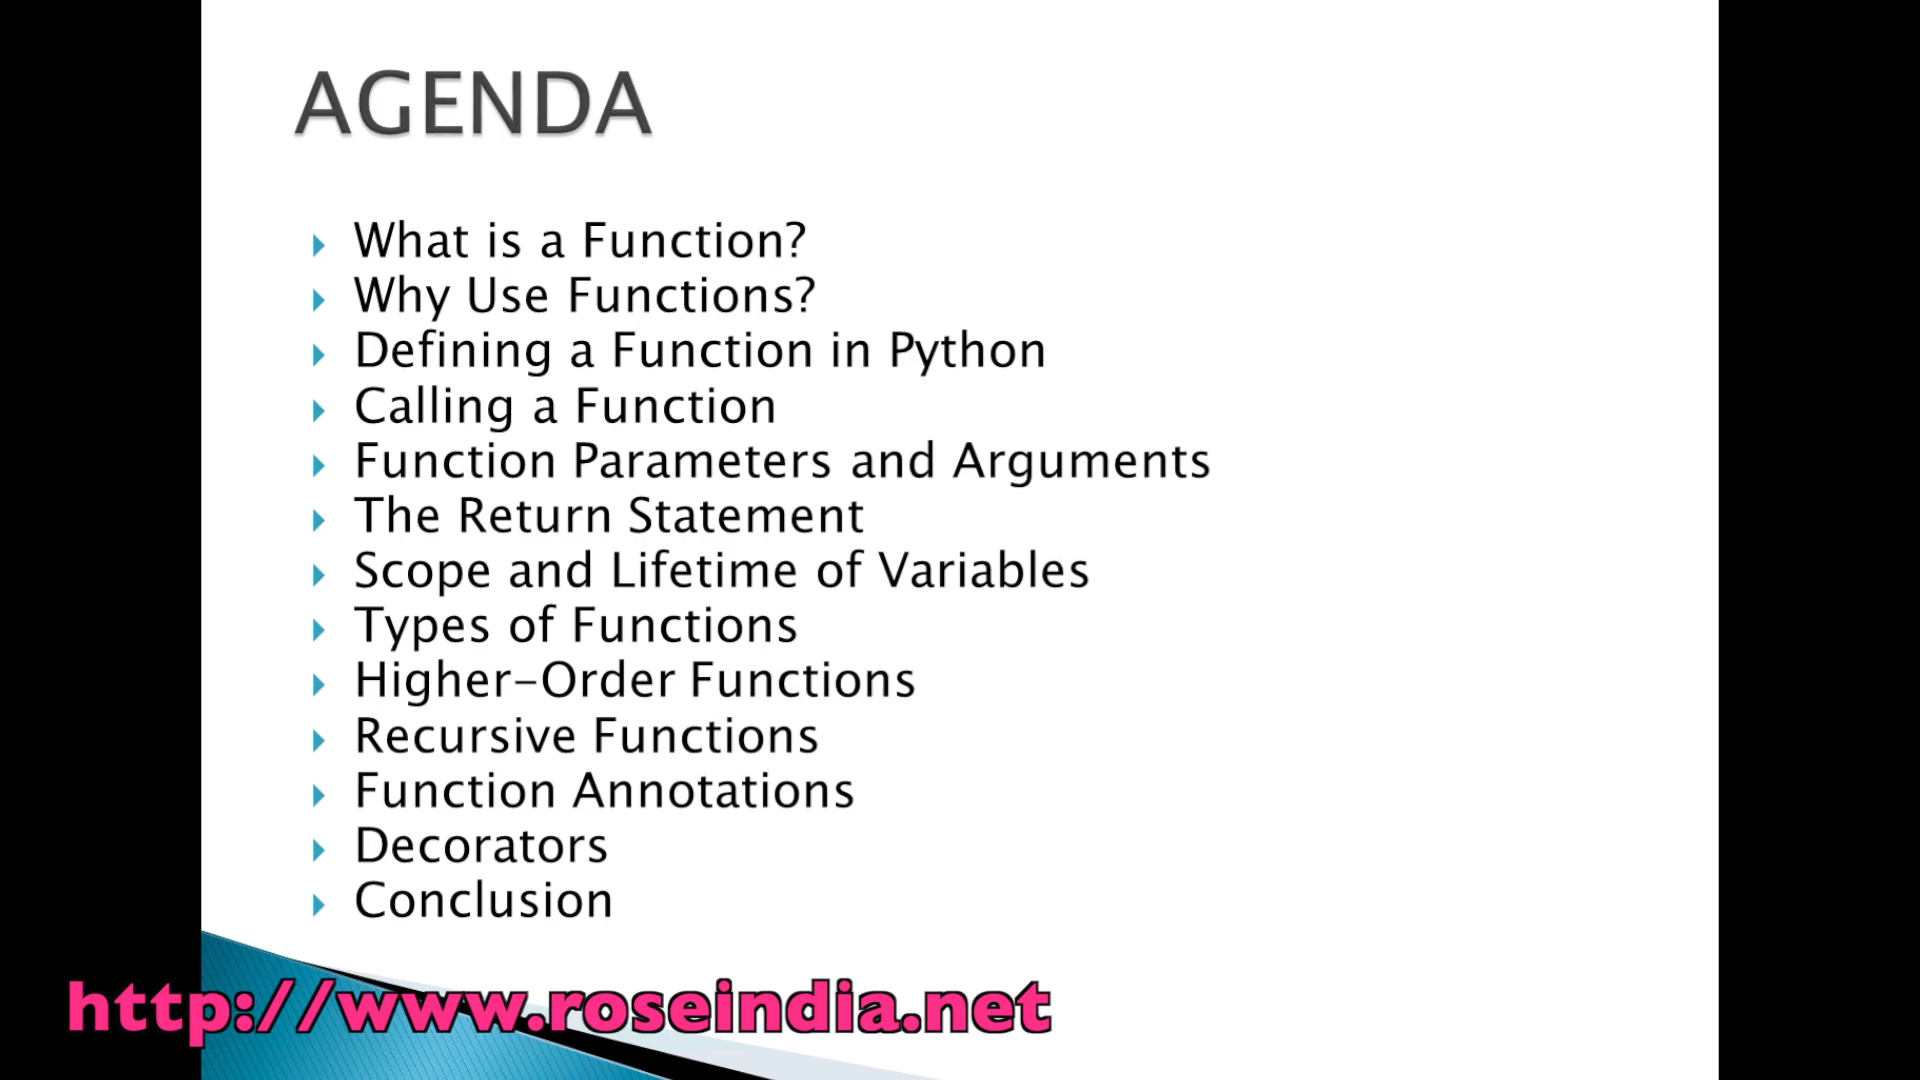 AGENDA
What is a Function?
Why Use Functions?
Defining a Function in Python
Calling a Function
Function Parameters and Arguments
The Return Statement
Scope and Lifetime of Variables
Types of Functions
Higher-Order Functions
Recursive Functions
Function Annotations
Decorators
Conclusion
http://www.roseindia.net